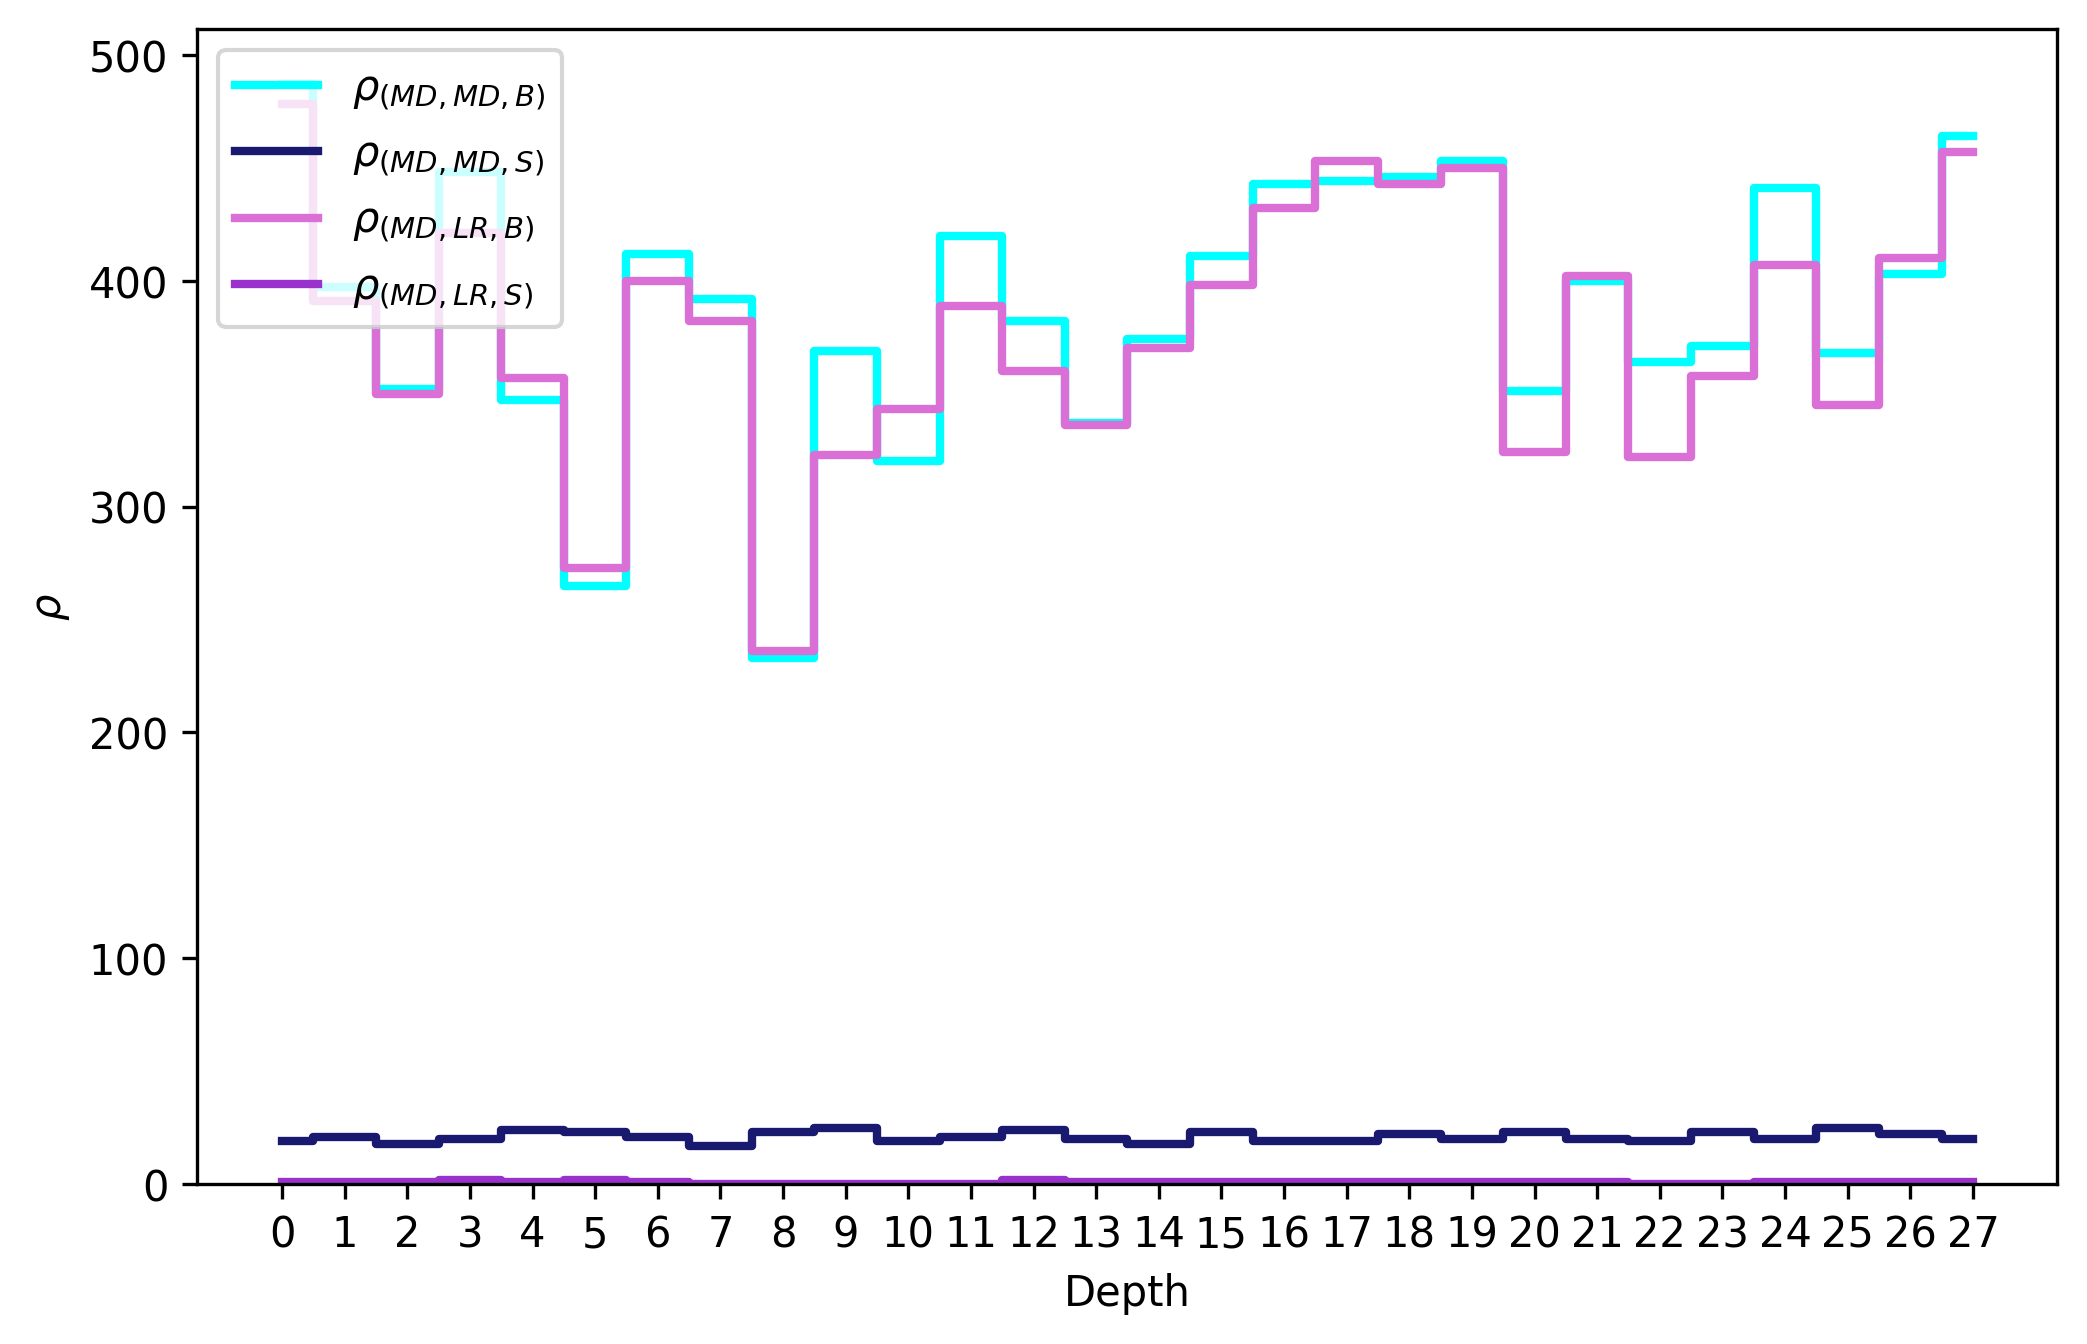 500
400
300
200
100
0
ρ
ρ(MD, MD, B)
ρ(MD, MD, S)
ρ(MD, LR, B)
ρ(MD, LR, S)
0 1 2 3 4 5 6 7 8 9 10 11 12 13 14 15 16 17 18 19 20 21 22 23 24 25 26 27
Depth